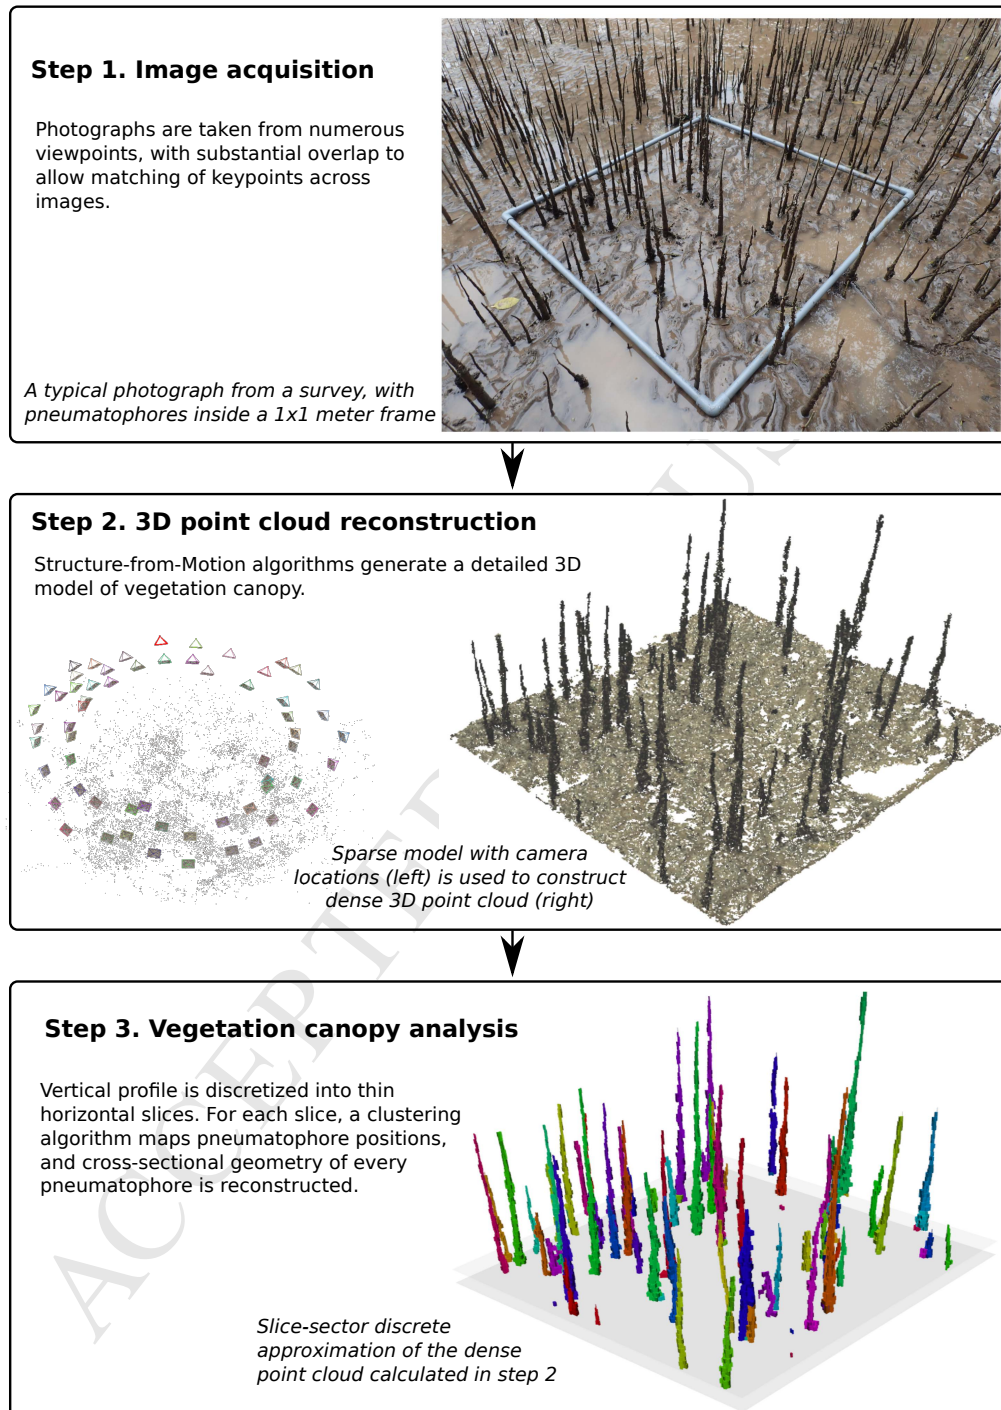 Step 1. Image acquisition
Photographs are taken from numerous
viewpoints, with substantial overlap to
allow matching of keypoints across
images.
A typical photograph from a survey, with
pneumatophores inside a 1x1 meter frame
Step 2. 3D point cloud reconstruction
Structure-from-Motion algorithms generate a detailed 3D
model of vegetation canopy.
Sparse model with camera
locations (left) is used to construct
dense 3D point cloud (right)
Step 3. Vegetation canopy analysis
Vertical profile is discretized into thin
horizontal slices. For each slice, a clustering
algorithm maps pneumatophore positions,
and cross-sectional geometry of every
pneumatophore is reconstructed.
Slice-sector discrete
approximation of the dense
point cloud calculated in step 2